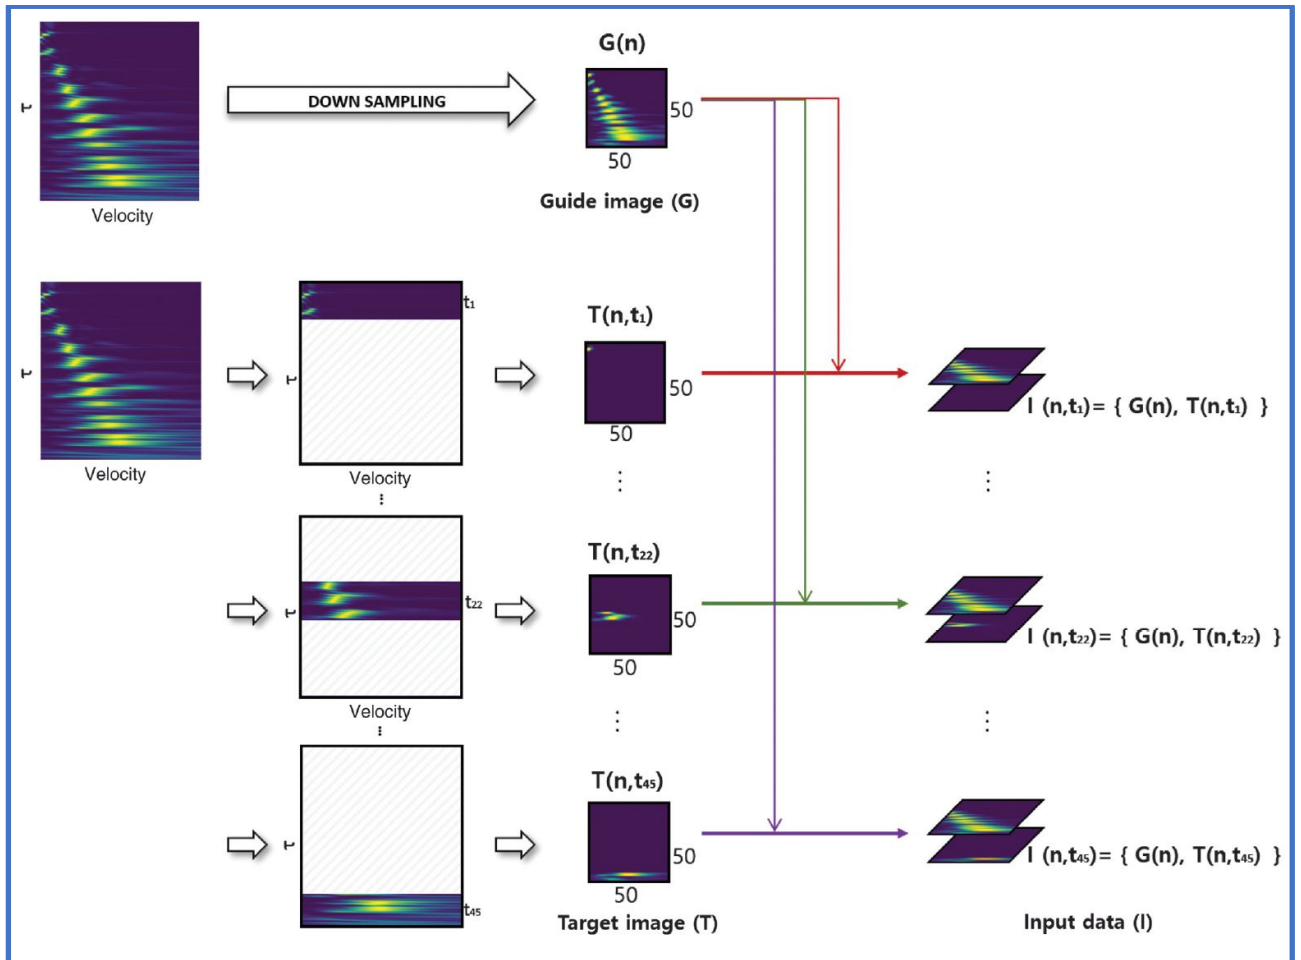 G(n)
DOWN SAMPLING
τ
50
50
Velocity
Guide image (G)
t₁
T(n,t₁)
τ
τ
50
I (n,t₁)= { G(n), T(n,t₁) }
50
Velocity
Velocity
⋮
⋮
...
T(n,t₂₂)
τ
t₂₂
50
I (n,t₂₂)= { G(n), T(n,t₂₂) }
50
Velocity
⋮
⋮
...
T(n,t₄₅)
τ
50
I (n,t₄₅)= { G(n), T(n,t₄₅) }
50
t₄₅
Target image (T)
Input data (I)